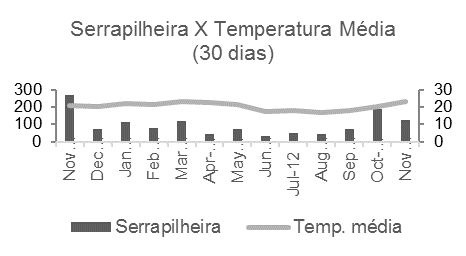 Serrapilheira X Temperatura Média
(30 dias)
300
200
100
0
30
20
10
0
Nov…
Dec…
Jan…
Feb…
Mar…
Apr-…
May…
Jun…
Jul-12
Aug…
Sep…
Oct-…
Nov…
Serrapilheira
Temp. média